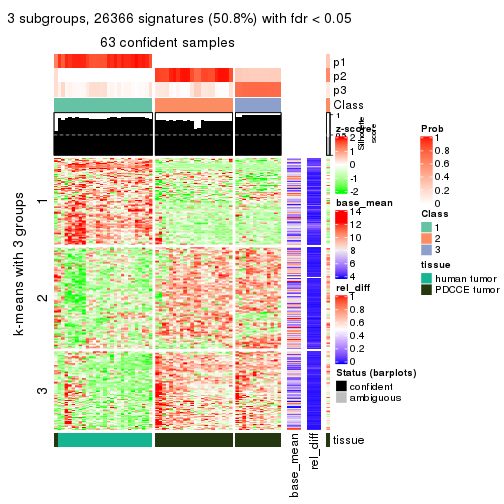 3 subgroups, 26366 signatures (50.8%) with fdr < 0.05
63 confident samples
p1
p2
p3
Class
1
0.5
0
Silhouette
score
k-means with 3 groups
1
2
3
tissue
base_mean
rel_diff
z-score
2
1
0
-1
-2
base_mean
14
12
10
8
6
4
rel_diff
1
0.8
0.6
0.4
0.2
0
Status (barplots)
confident
ambiguous
Prob
1
0.8
0.6
0.4
0.2
0
Class
1
2
3
tissue
human tumor
PDCCE tumor